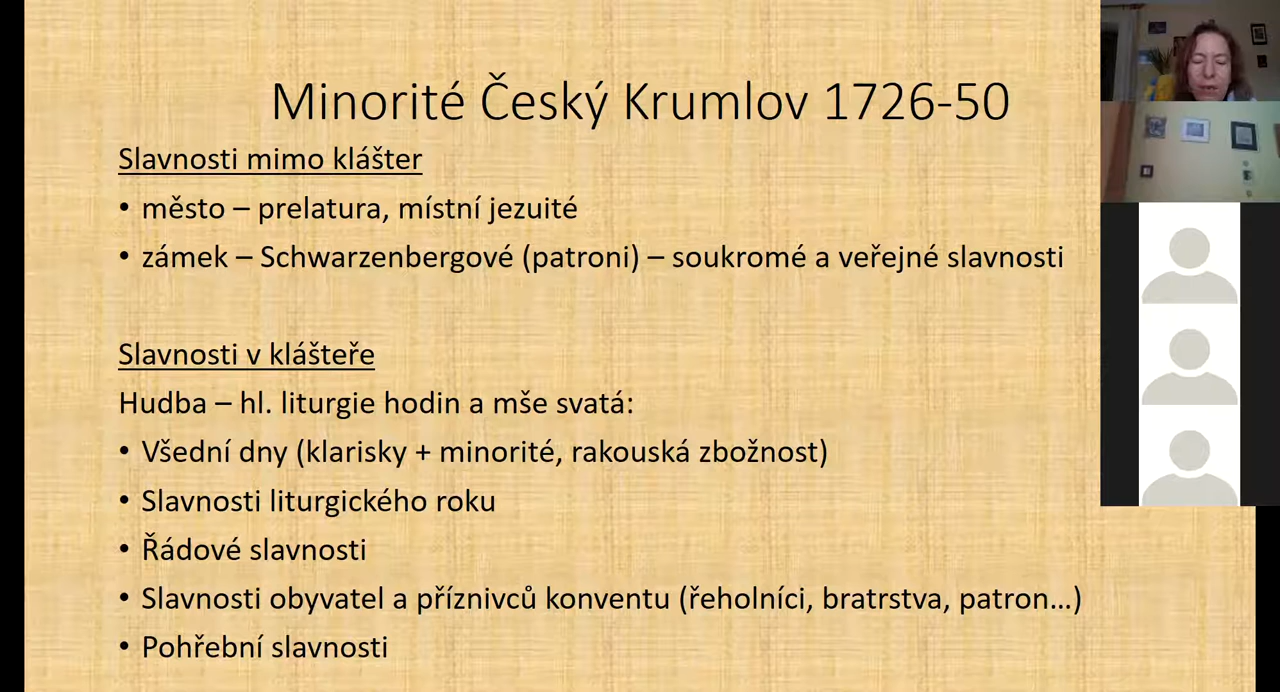 Minorité Český Krumlov 1726-50
Slavnosti mimo klášter
• město – prelatura, místní jezuité
• zámek – Schwarzenbergové (patroni) – soukromé a veřejné slavnosti
Slavnosti v klášteře
Hudba – hl. liturgie hodin a mše svatá:
• Všední dny (klarisky + minorité, rakouská zbožnost)
• Slavnosti liturgického roku
• Řádové slavnosti
• Slavnosti obyvatel a příznivců konventu (řeholníci, bratrstva, patron…)
• Pohřební slavnosti